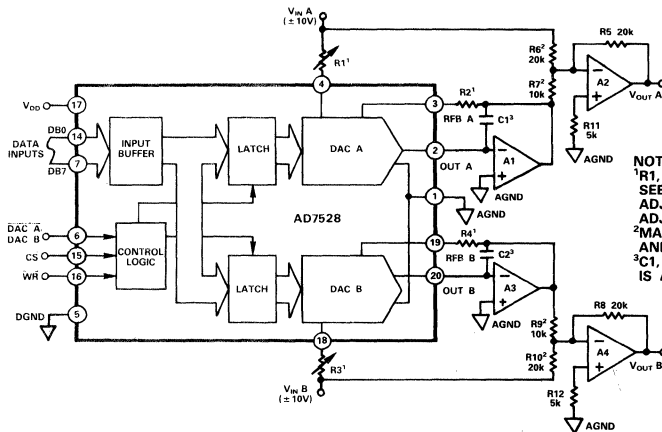 VIN A
(±10V)
R1¹
R6²
20k
R5 20k
A2
VOUT A
R7²
10k
R11
5k
AGND
VDD
17
4
3
R2¹
RFB A
C1³
DATA
INPUTS
DB0
14
7
DB7
INPUT
BUFFER
LATCH
DAC A
2
OUT A
A1
AGND
1
AGND
AD7528
DAC A
DAC B
6
CS
15
WR
16
CONTROL
LOGIC
LATCH
DAC B
19
R4¹
RFB B
C2³
20
OUT B
A3
AGND
DGND
5
18
R3¹
VIN B
(±10V)
R9²
10k
R10²
20k
R8 20k
A4
VOUT B
R12
5k
AGND
NOT
¹R1,
SEE
ADJ
ADJ
²MA
ANI
³C1,
IS